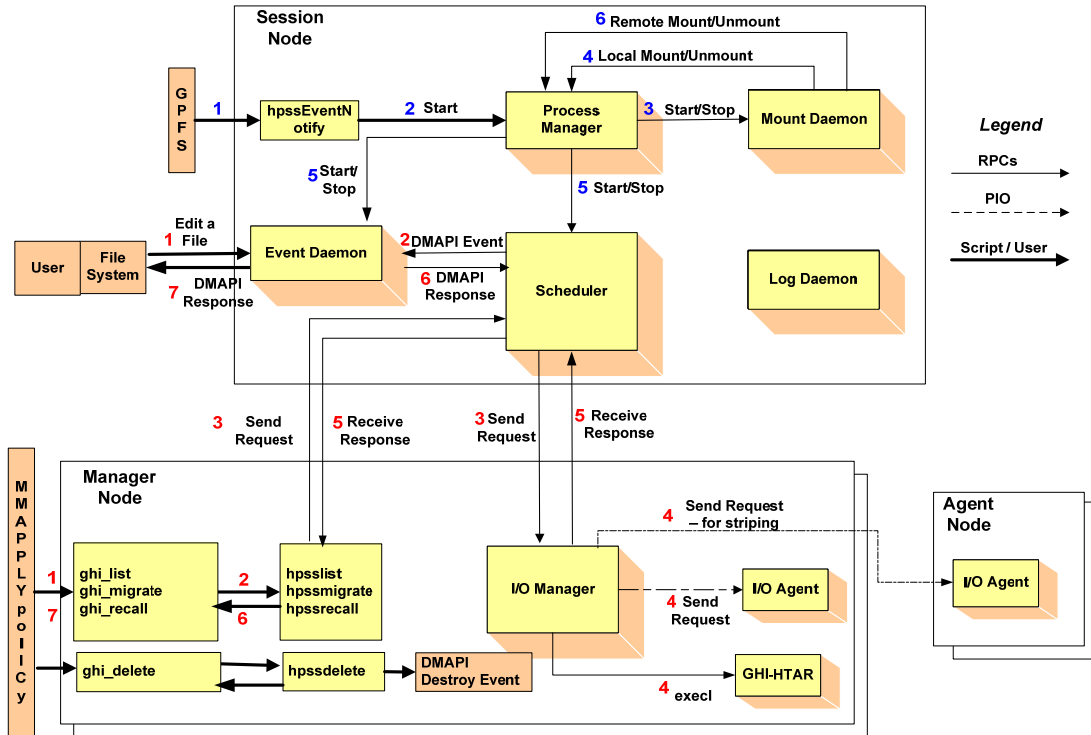 Session
Node
6 Remote Mount/Unmount
4 Local Mount/Unmount
GPFS
1
hpssEventN
otify
2 Start
Process
Manager
3 Start/Stop
Mount Daemon
Legend
RPCs
PIO
Script / User
5 Start/
Stop
5 Start/Stop
User
File
System
1 Edit a
File
7 DMAPI
Response
Event Daemon
2 DMAPI Event
6 DMAPI
Response
Scheduler
Log Daemon
3 Send
Request
5 Receive
Response
3 Send
Request
5 Receive
Response
MMAPPLYpolicy
Manager
Node
1
7
ghi_list
ghi_migrate
ghi_recall
2
6
hpsslist
hpssmigrate
hpssrecall
I/O Manager
4 Send Request
– for striping
4 Send
Request
I/O Agent
Agent
Node
I/O Agent
ghi_delete
hpssdelete
DMAPI
Destroy Event
4 execl
GHI-HTAR